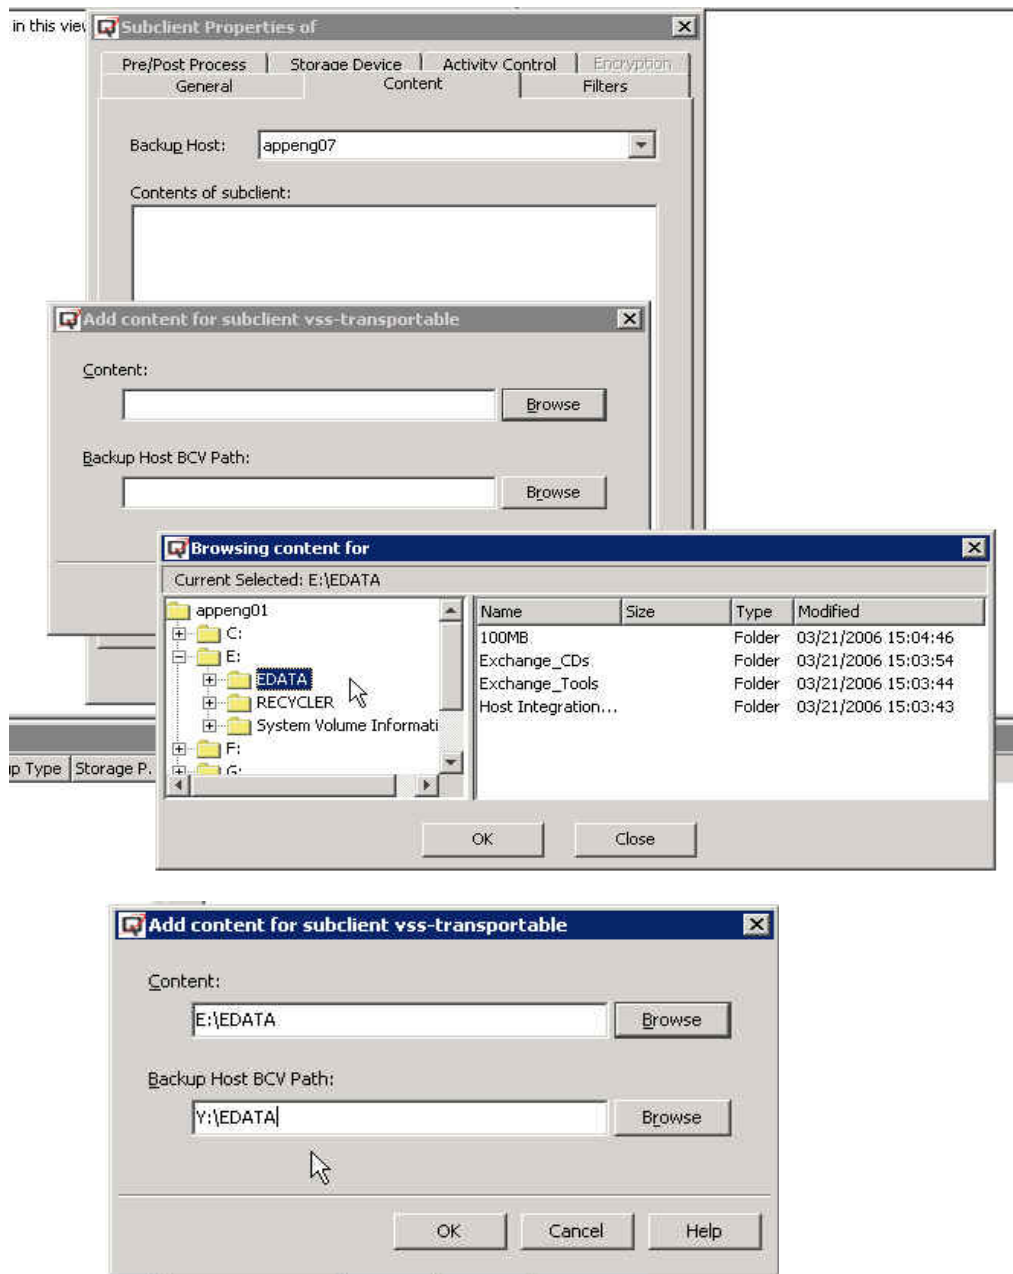 in this view
Subclient Properties of
Pre/Post Process Storage Device Activity Control Encryption
General Content Filters
Backup Host: appeng07
Contents of subclient:
Add content for subclient vss-transportable
Content:
Browse
Backup Host BCV Path:
Browse
Browsing content for
Current Selected: E:\EDATA
appeng01
C:
E:
EDATA
RECYCLER
System Volume Informati
F:
G:
Name Size Type Modified
100MB Folder 03/21/2006 15:04:46
Exchange_CDs Folder 03/21/2006 15:03:54
Exchange_Tools Folder 03/21/2006 15:03:44
Host Integration... Folder 03/21/2006 15:03:43
OK Close
up Type Storage P.
Add content for subclient vss-transportable
Content:
E:\EDATA Browse
Backup Host BCV Path:
Y:\EDATA Browse
OK Cancel Help